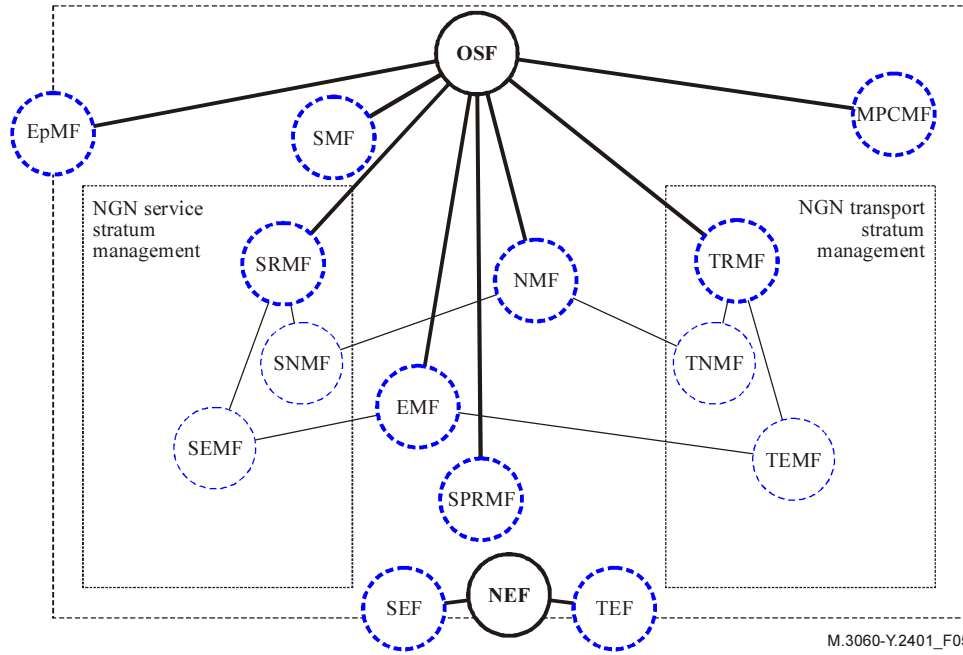 OSF
EpMF
SMF
MPCMF
NGN service
stratum
management
NGN transport
stratum
management
SRMF
NMF
TRMF
SNMF
TNMF
EMF
SEMF
TEMF
SPRMF
SEF
NEF
TEF
M.3060-Y.2401_F05